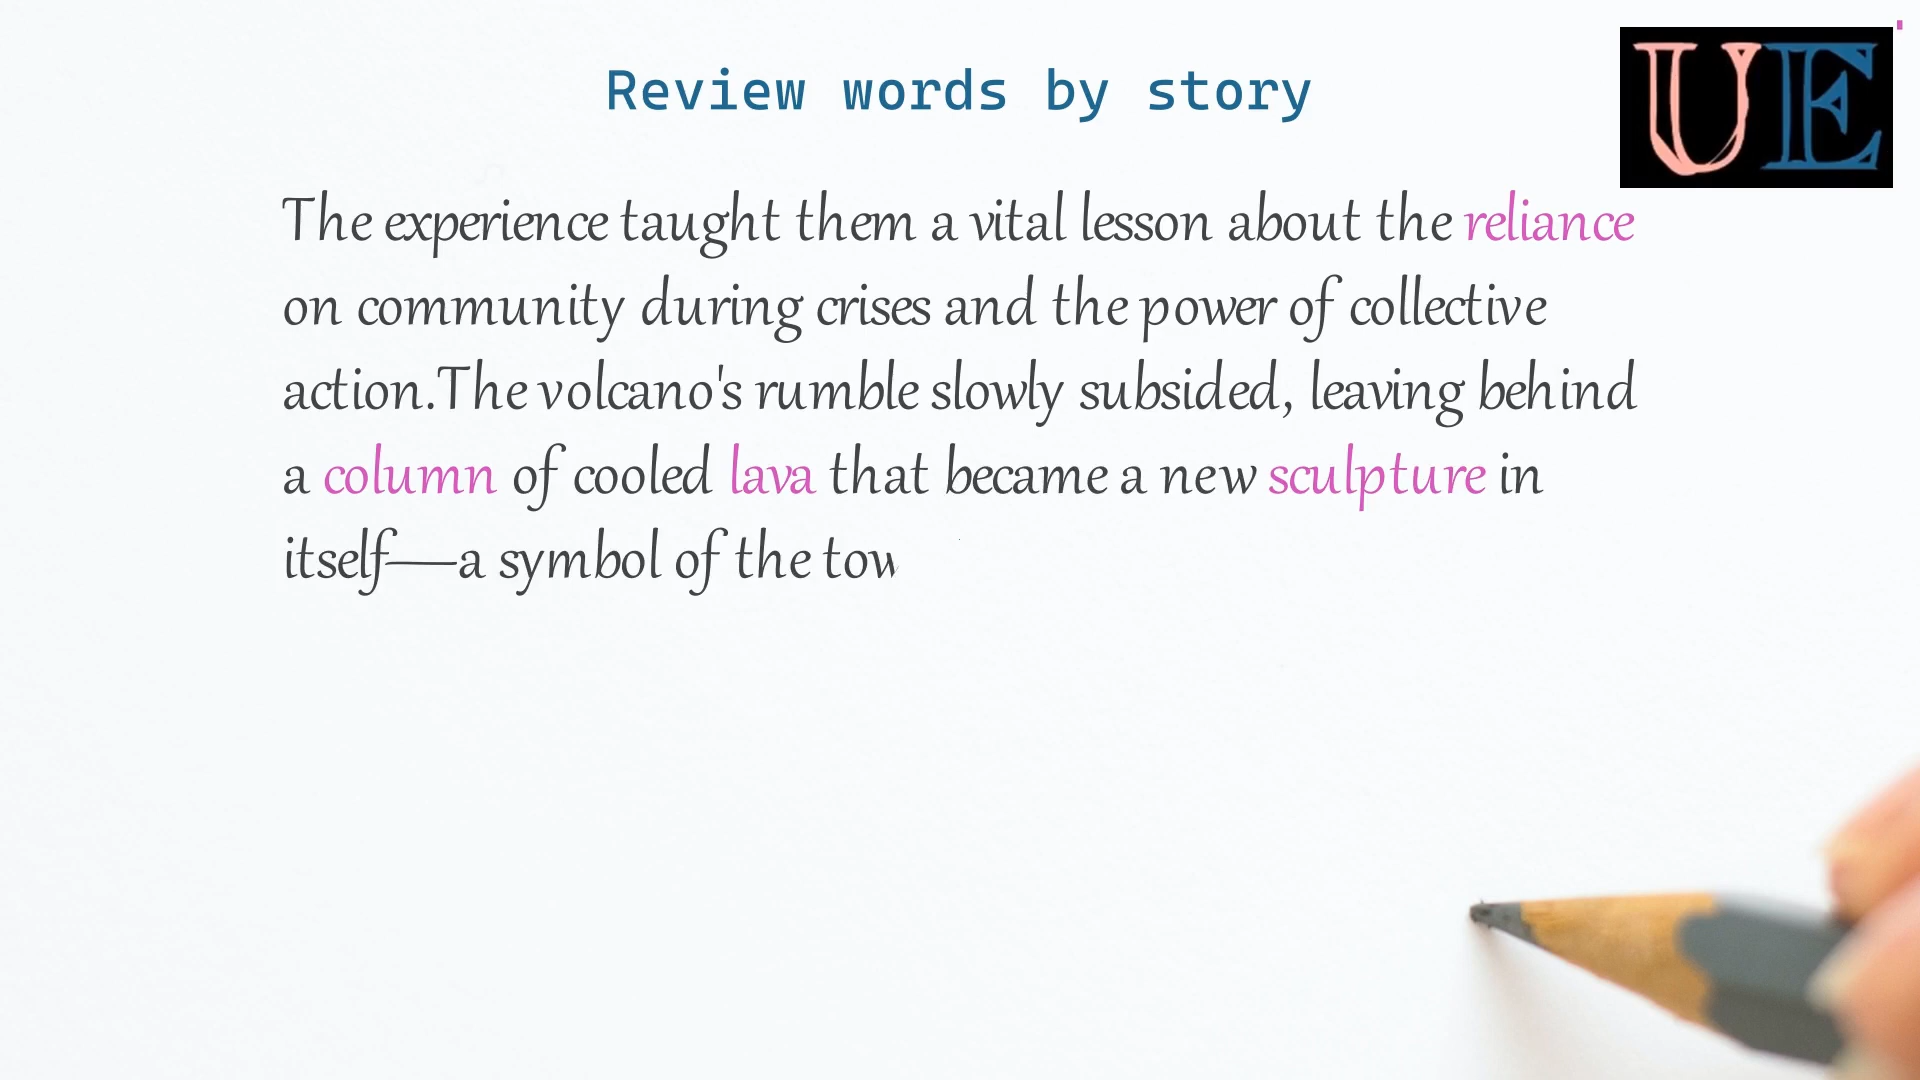 Review words by story
UE
The experience taught them a vital lesson about the reliance
on community during crises and the power of collective
action.The volcano's rumble slowly subsided, leaving behind
a column of cooled lava that became a new sculpture in
itself—a symbol of the tow